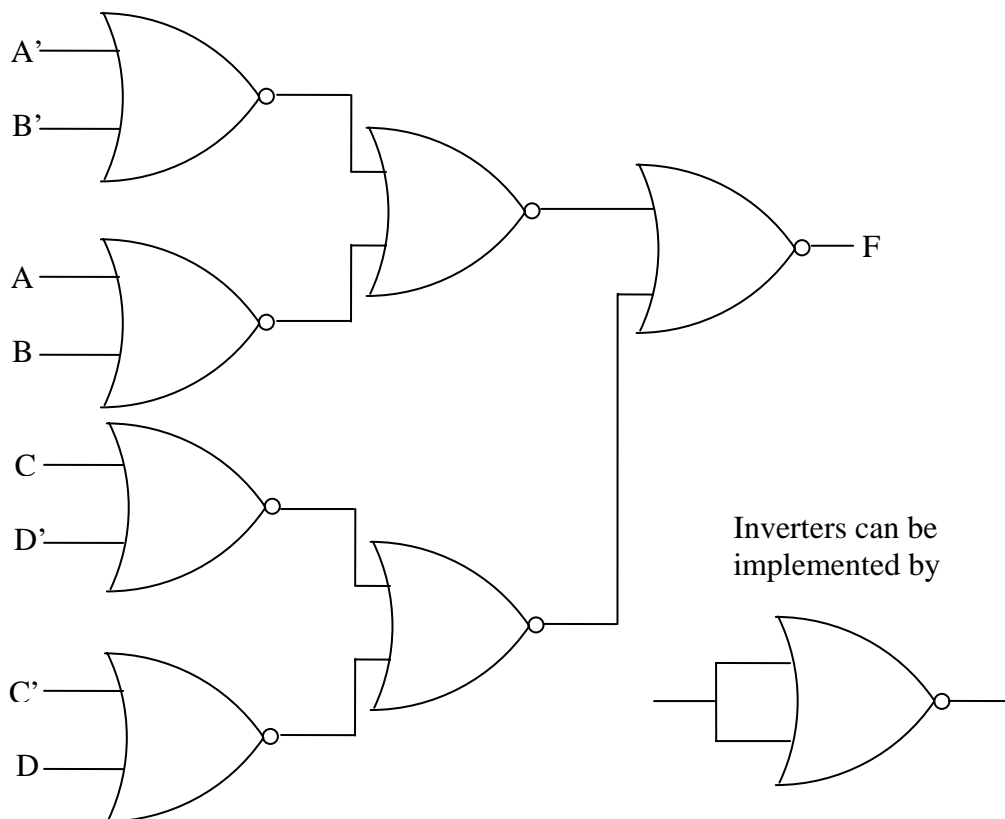 A’
B’
A
B
F
C
D’
C’
D
Inverters can be
implemented by